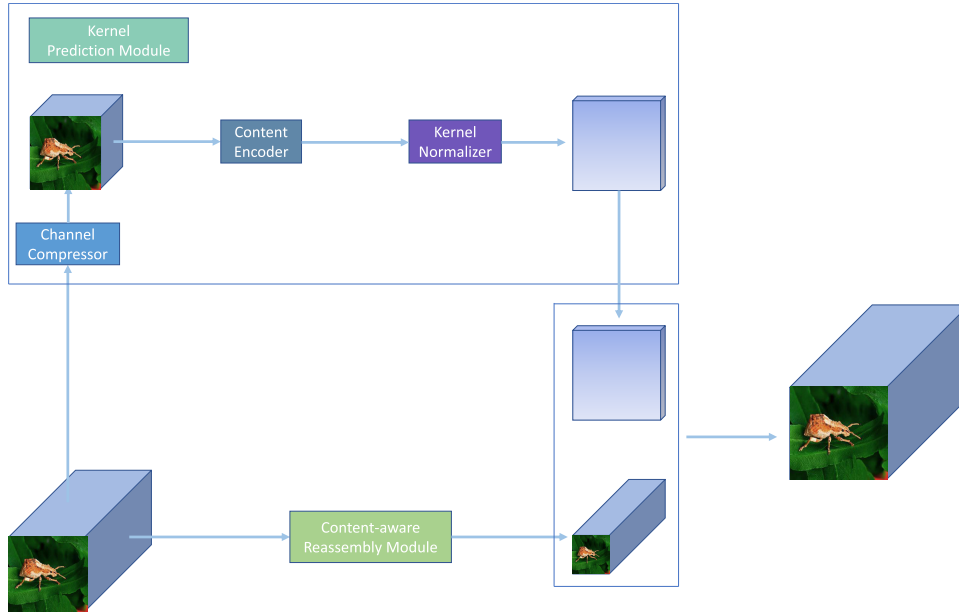 Kernel
Prediction Module
Content
Encoder
Kernel
Normalizer
Channel
Compressor
Content-aware
Reassembly Module